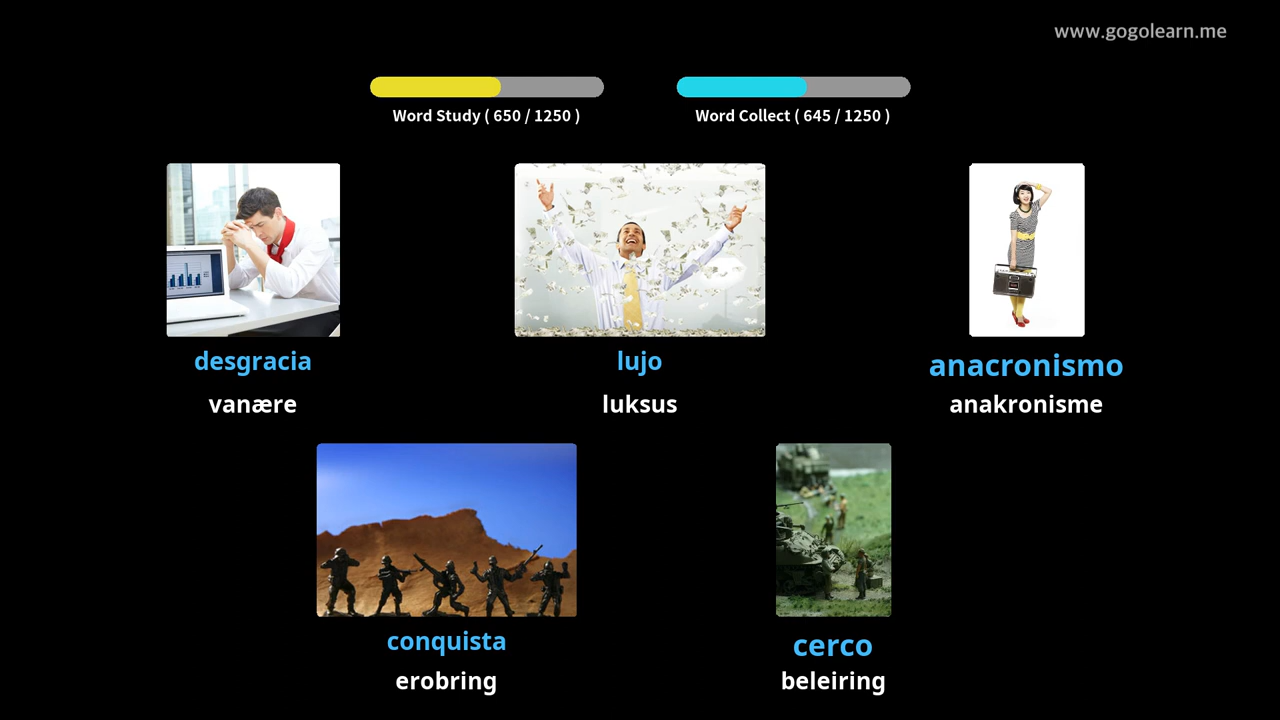 www.gogolearn.me
Word Study ( 650 / 1250 )
Word Collect ( 645 / 1250 )
desgracia
vanære
lujo
luksus
anacronismo
anakronisme
conquista
erobring
cerco
beleiring